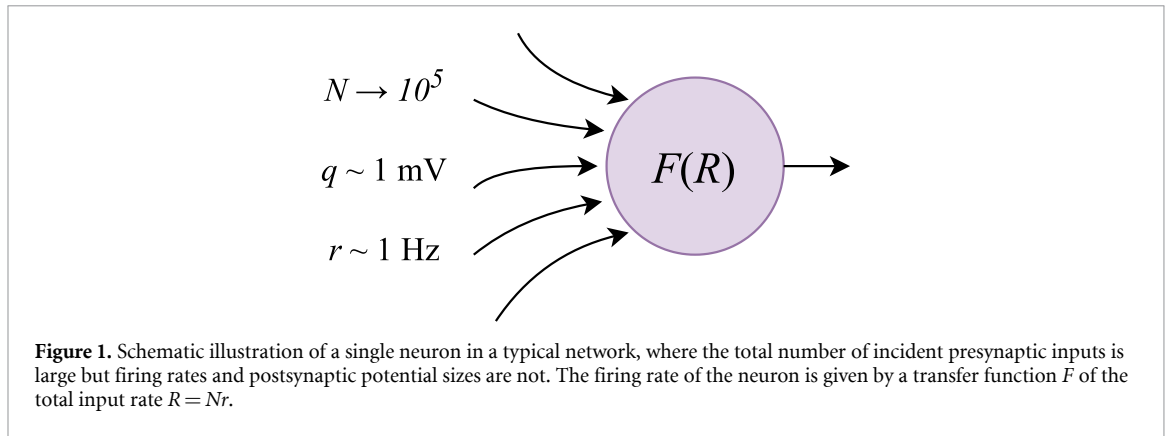 N → 10⁵
q ~ 1 mV
r ~ 1 Hz
F(R)
Figure 1. Schematic illustration of a single neuron in a typical network, where the total number of incident presynaptic inputs is
large but firing rates and postsynaptic potential sizes are not. The firing rate of the neuron is given by a transfer function F of the
total input rate R = Nr.